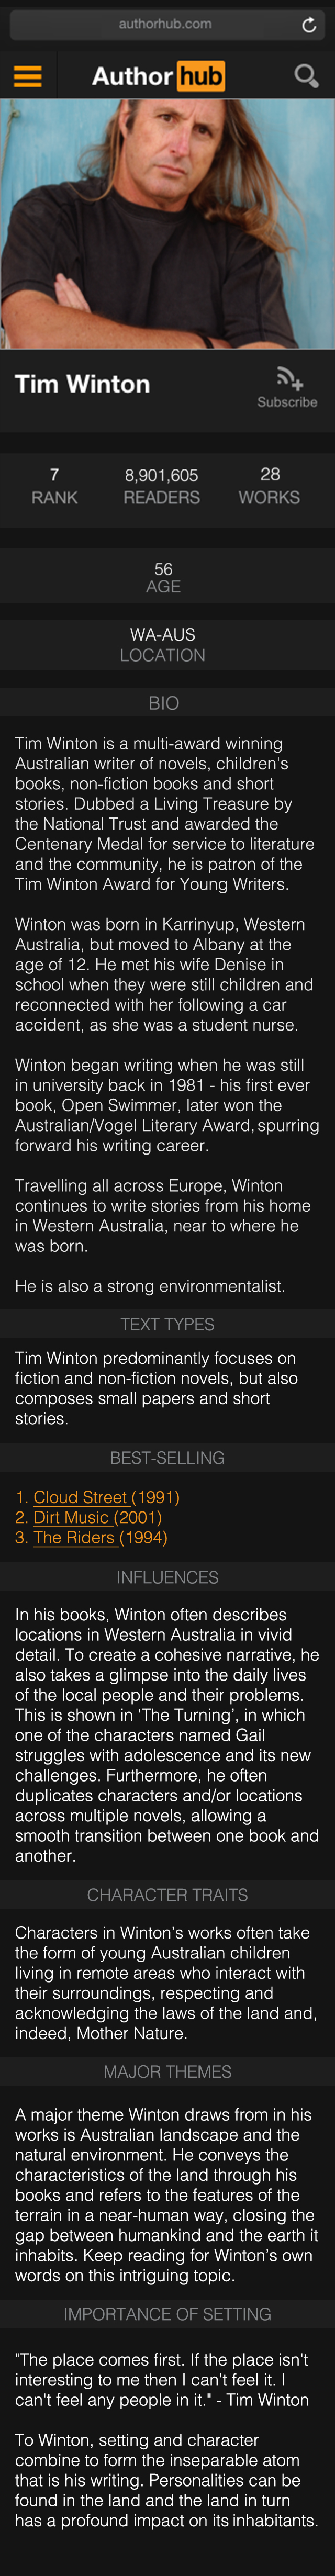 authorhub.com
Author hub
Tim Winton
Subscribe
7 8,901,605 28
RANK READERS WORKS
56
AGE
WA-AUS
LOCATION
BIO
Tim Winton is a multi-award winning
Australian writer of novels, children's
books, non-fiction books and short
stories. Dubbed a Living Treasure by
the National Trust and awarded the
Centenary Medal for service to literature
and the community, he is patron of the
Tim Winton Award for Young Writers.
Winton was born in Karrinyup, Western
Australia, but moved to Albany at the
age of 12. He met his wife Denise in
school when they were still children and
reconnected with her following a car
accident, as she was a student nurse.
Winton began writing when he was still
in university back in 1981 - his first ever
book, Open Swimmer, later won the
Australian/Vogel Literary Award, spurring
forward his writing career.
Travelling all across Europe, Winton
continues to write stories from his home
in Western Australia, near to where he
was born.
He is also a strong environmentalist.
TEXT TYPES
Tim Winton predominantly focuses on
fiction and non-fiction novels, but also
composes small papers and short
stories.
BEST-SELLING
1. Cloud Street (1991)
2. Dirt Music (2001)
3. The Riders (1994)
INFLUENCES
In his books, Winton often describes
locations in Western Australia in vivid
detail. To create a cohesive narrative, he
also takes a glimpse into the daily lives
of the local people and their problems.
This is shown in 'The Turning', in which
one of the characters named Gail
struggles with adolescence and its new
challenges. Furthermore, he often
duplicates characters and/or locations
across multiple novels, allowing a
smooth transition between one book and
another.
CHARACTER TRAITS
Characters in Winton's works often take
the form of young Australian children
living in remote areas who interact with
their surroundings, respecting and
acknowledging the laws of the land and,
indeed, Mother Nature.
MAJOR THEMES
A major theme Winton draws from in his
works is Australian landscape and the
natural environment. He conveys the
characteristics of the land through his
books and refers to the features of the
terrain in a near-human way, closing the
gap between humankind and the earth it
inhabits. Keep reading for Winton's own
words on this intriguing topic.
IMPORTANCE OF SETTING
"The place comes first. If the place isn't
interesting to me then I can't feel it. I
can't feel any people in it." - Tim Winton
To Winton, setting and character
combine to form the inseparable atom
that is his writing. Personalities can be
found in the land and the land in turn
has a profound impact on its inhabitants.